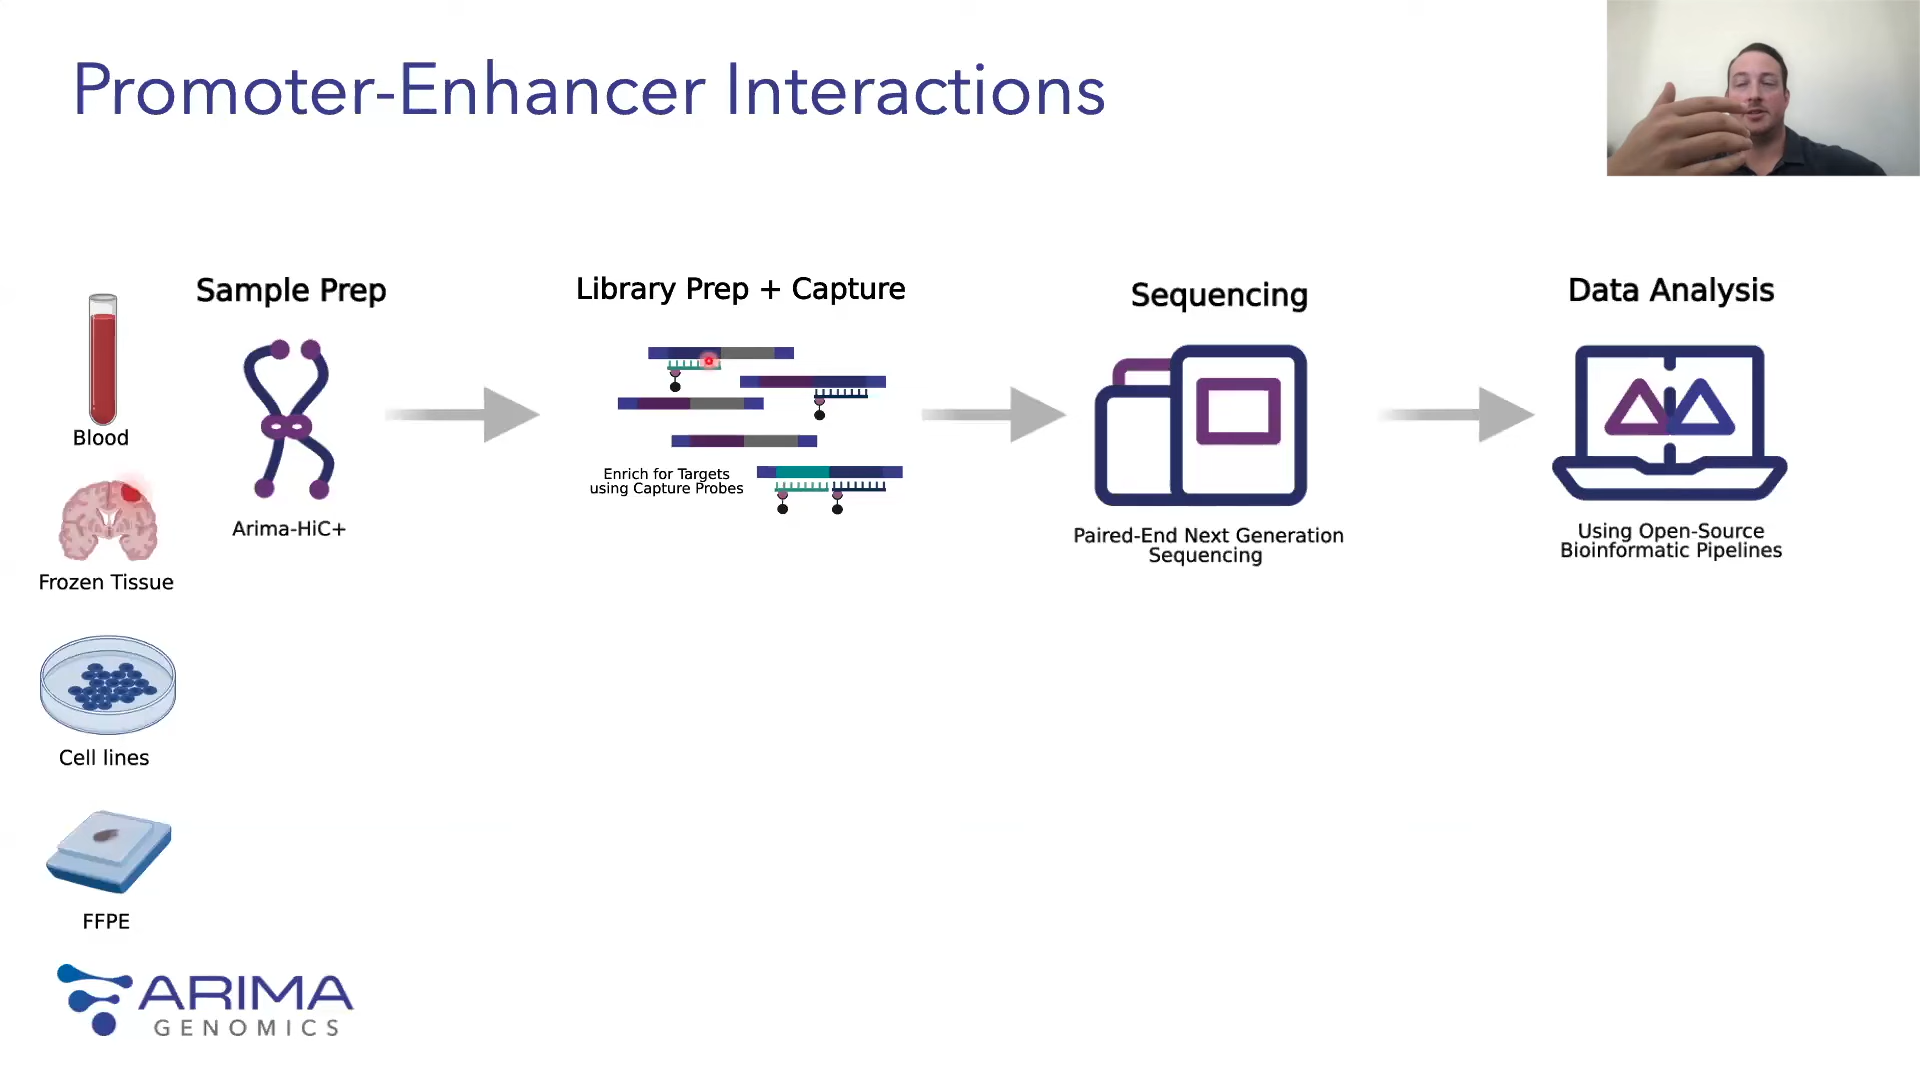 Promoter-Enhancer Interactions
Sample Prep
Library Prep + Capture
Sequencing
Data Analysis
Blood
Frozen Tissue
Cell lines
FFPE
Arima-HiC+
Enrich for Targets
using Capture Probes
Paired-End Next Generation
Sequencing
Using Open-Source
Bioinformatic Pipelines
ARIMA
GENOMICS